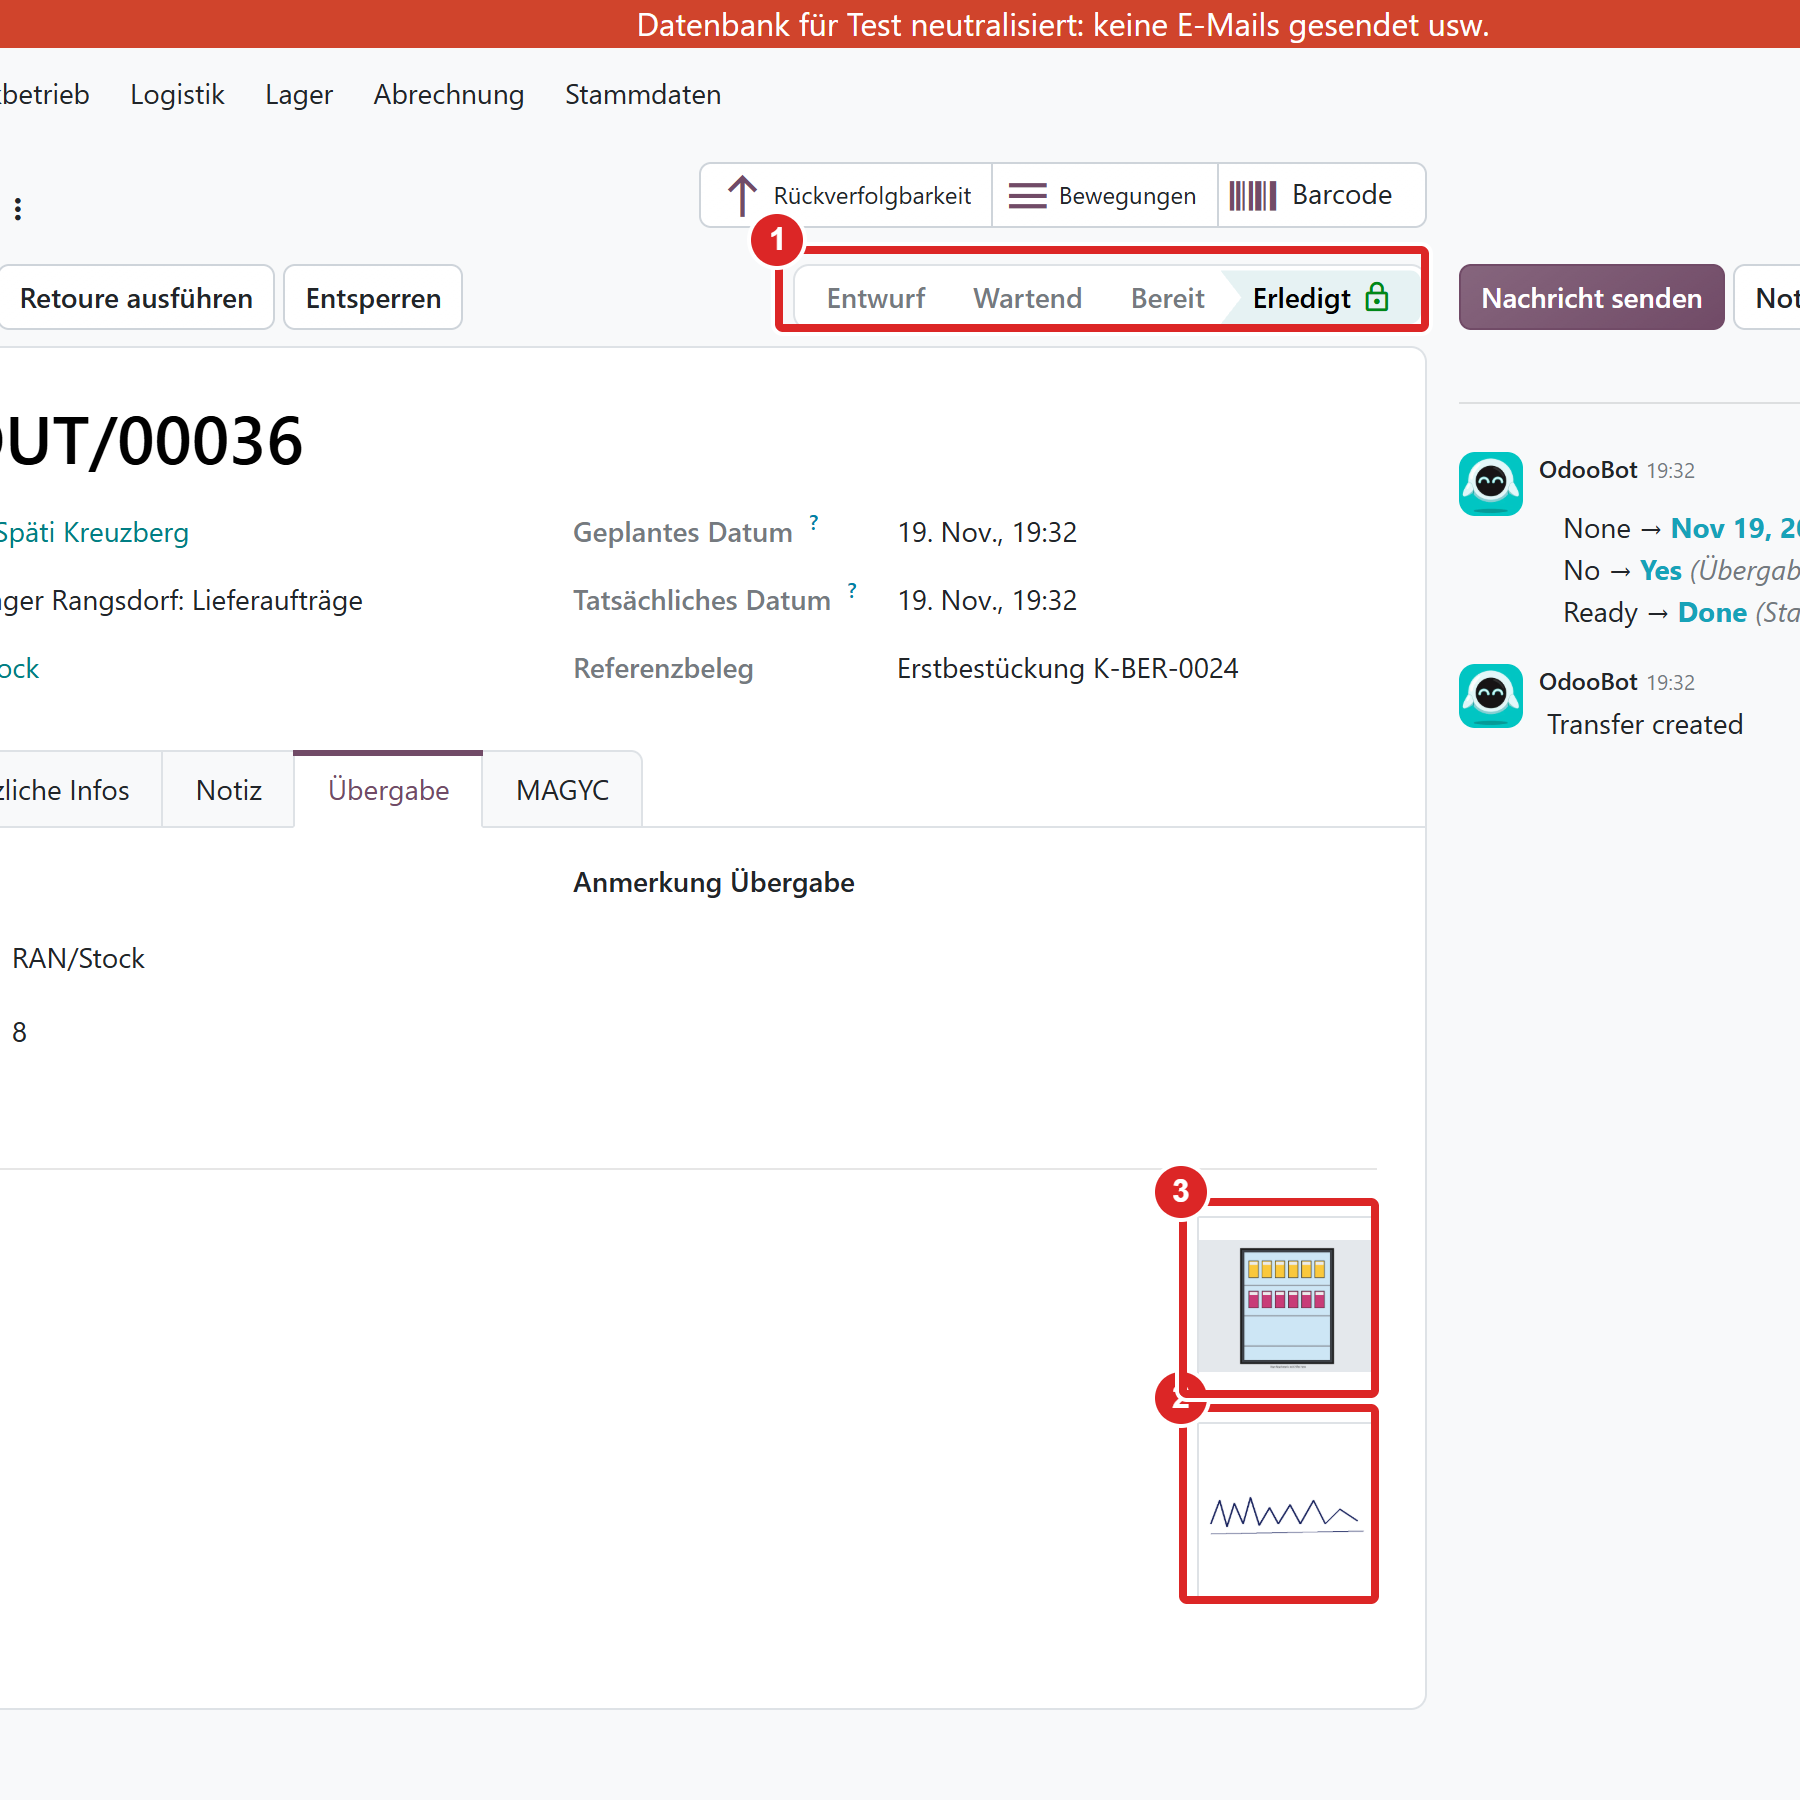 Datenbank für Test neutralisiert: keine E-Mails gesendet usw.
betrieb Logistik Lager Abrechnung Stammdaten
Rückverfolgbarkeit Bewegungen Barcode
1
Retoure ausführen Entsperren Entwurf Wartend Bereit Erledigt Nachricht senden Not
OUT/00036
Späti Kreuzberg Geplantes Datum ? 19. Nov., 19:32
ger Rangsdorf: Lieferaufträge Tatsächliches Datum ? 19. Nov., 19:32
ock Referenzbeleg Erstbestückung K-BER-0024
OdooBot 19:32
None → Nov 19, 20
No → Yes (Übergab
Ready → Done (Sta
OdooBot 19:32
Transfer created
zliche Infos Notiz Übergabe MAGYC
Anmerkung Übergabe
RAN/Stock
8
3
2